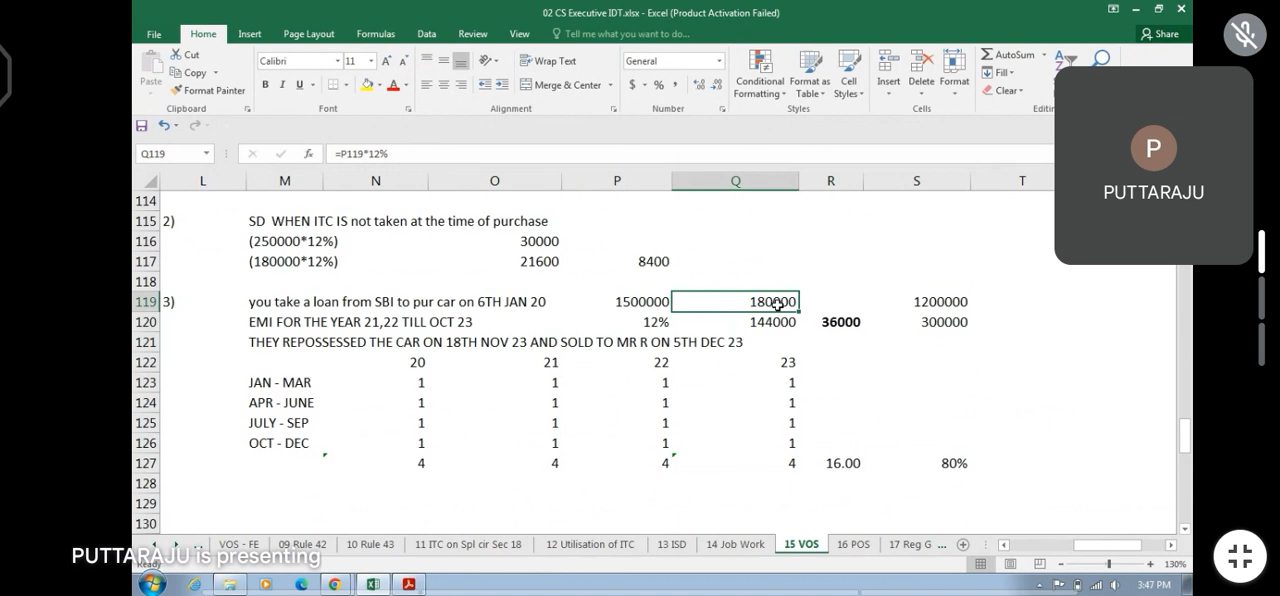 02 CS Executive IDT.xlsx - Excel (Product Activation Failed)
File Home Insert Page Layout Formulas Data Review View Tell me what you want to do... Share
Paste Cut Copy Format Painter Clipboard
Calibri 11 A A B I U A Font
Wrap Text Merge & Center Alignment
General $ % , Number
Conditional Formatting Format as Table Cell Styles Styles
Insert Delete Format Cells
AutoSum Fill Clear
Q119 fx =P119*12%
L M N O P Q R S T
114
115 2) SD WHEN ITC IS not taken at the time of purchase
116 (250000*12%) 30000
117 (180000*12%) 21600 8400
118
119 3) you take a loan from SBI to pur car on 6TH JAN 20 1500000 180000 1200000
120 EMI FOR THE YEAR 21,22 TILL OCT 23 12% 144000 36000 300000
121 THEY REPOSSESSED THE CAR ON 18TH NOV 23 AND SOLD TO MR R ON 5TH DEC 23
122 20 21 22 23
123 JAN - MAR 1 1 1 1
124 APR - JUNE 1 1 1 1
125 JULY - SEP 1 1 1 1
126 OCT - DEC 1 1 1 1
127 4 4 4 4 16.00 80%
128
129
130
P
PUTTARAJU
... VOS - FE 09 Rule 42 10 Rule 43 11 ITC on Spl cir Sec 18 12 Utilisation of ITC 13 ISD 14 Job Work 15 VOS 16 POS 17 Reg G ...
PUTTARAJU is presenting
130%
3:47 PM